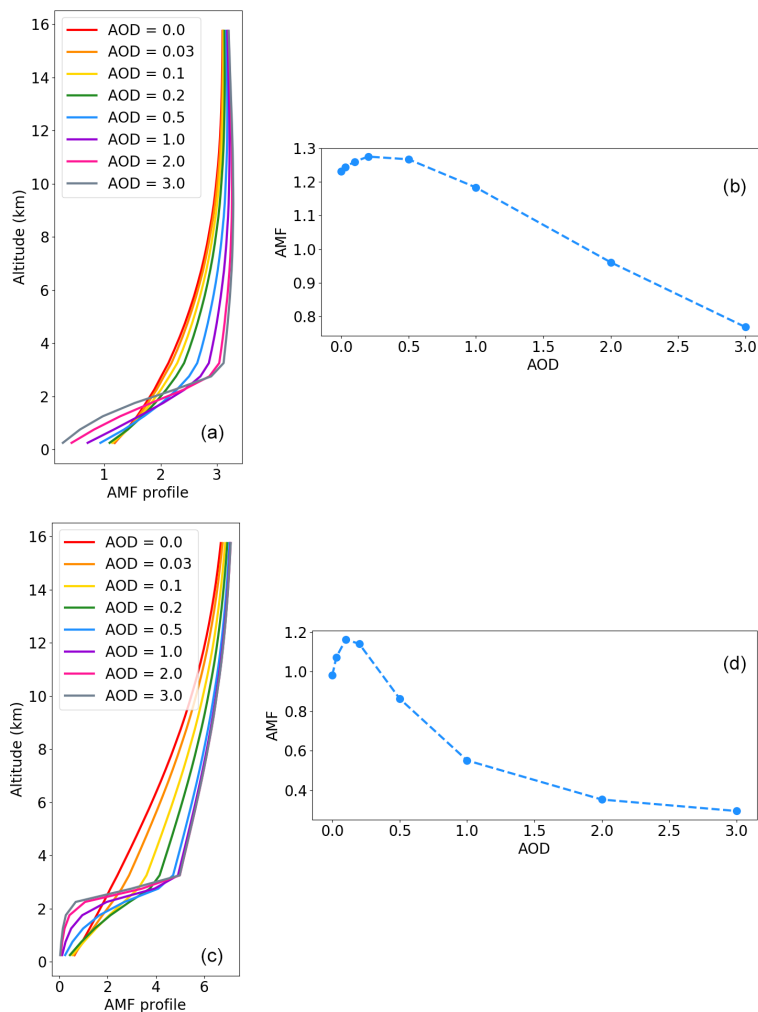 16
14
12
10
8
6
4
2
0
Altitude (km)
AOD = 0.0
AOD = 0.03
AOD = 0.1
AOD = 0.2
AOD = 0.5
AOD = 1.0
AOD = 2.0
AOD = 3.0
(a)
1 2 3
AMF profile
1.3
1.2
1.1
1.0
0.9
0.8
AMF
(b)
0.0 0.5 1.0 1.5 2.0 2.5 3.0
AOD
16
14
12
10
8
6
4
2
0
Altitude (km)
AOD = 0.0
AOD = 0.03
AOD = 0.1
AOD = 0.2
AOD = 0.5
AOD = 1.0
AOD = 2.0
AOD = 3.0
(c)
0 2 4 6
AMF profile
1.2
1.0
0.8
0.6
0.4
AMF
(d)
0.0 0.5 1.0 1.5 2.0 2.5 3.0
AOD